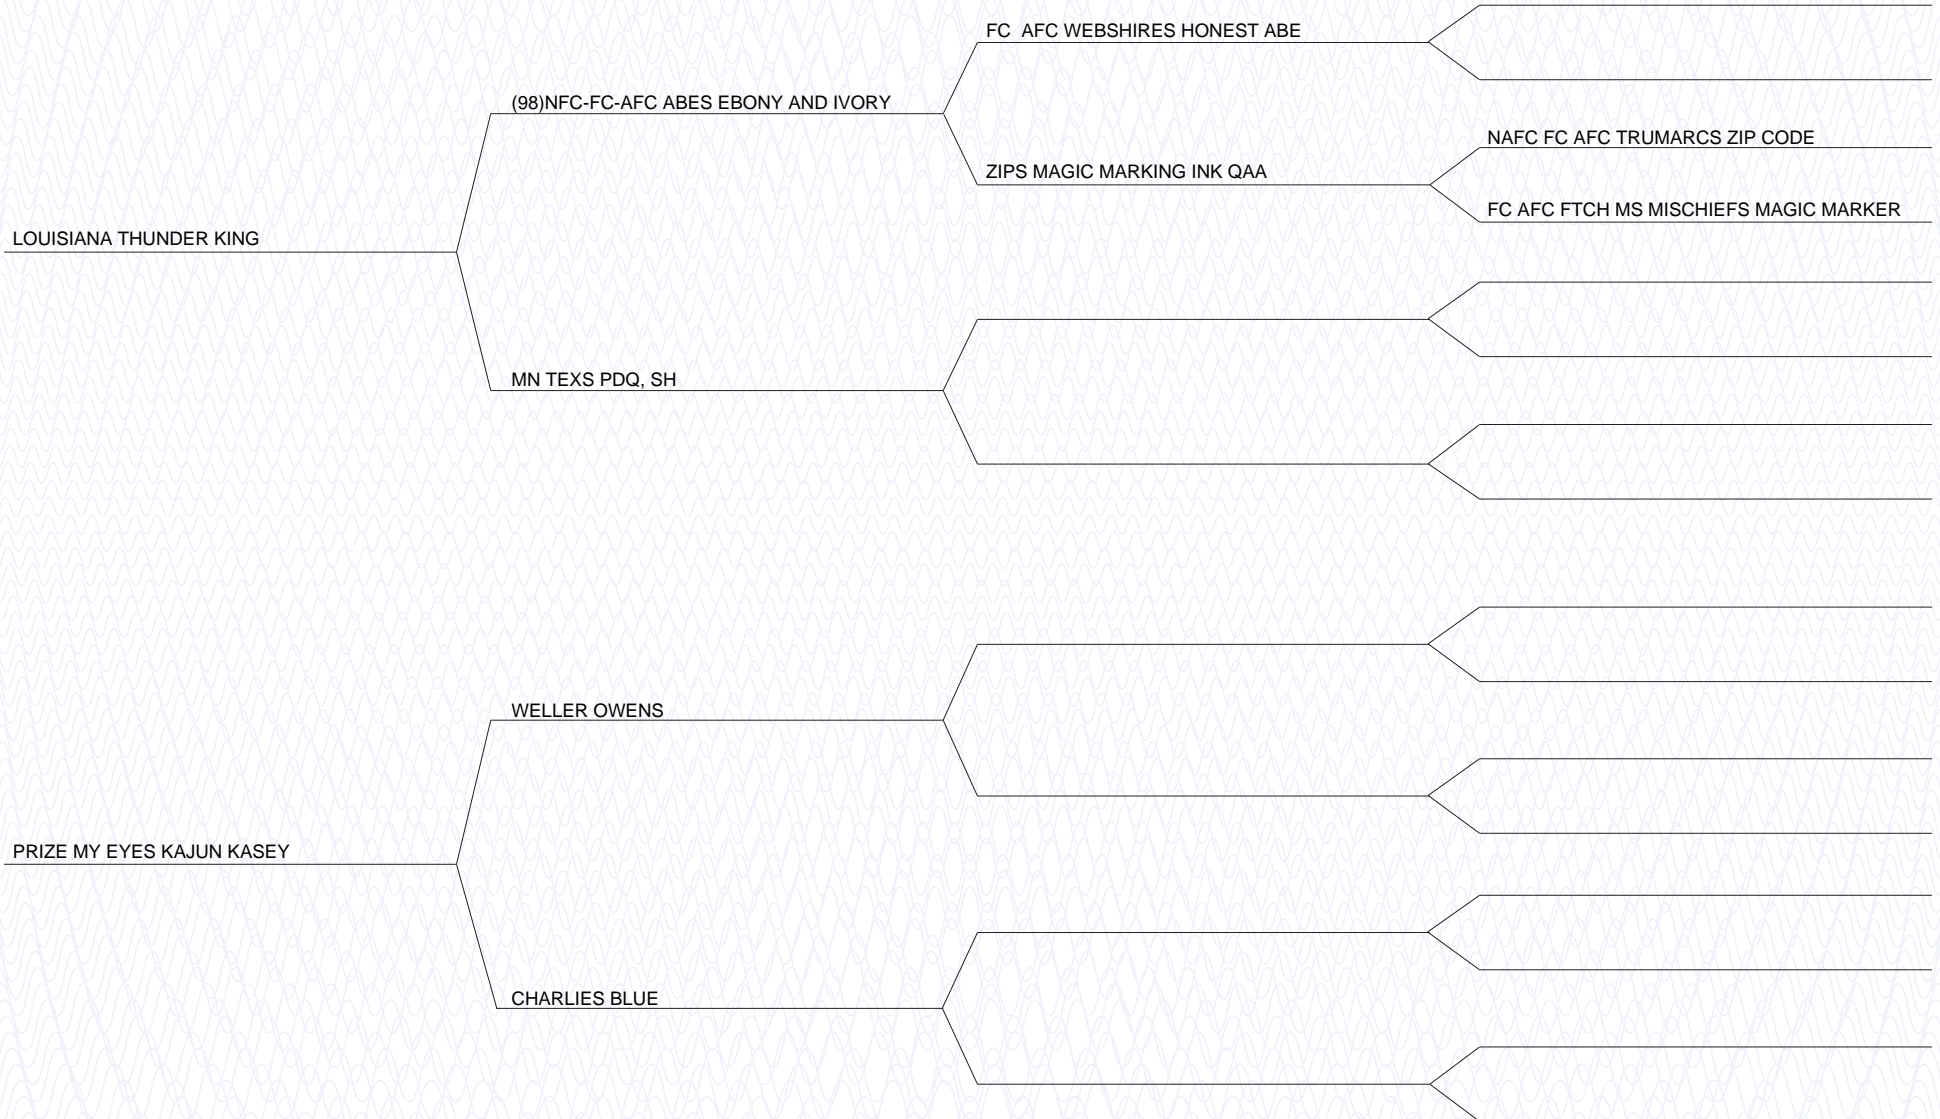 FC  AFC WEBSHIRES HONEST ABE
(98)NFC-FC-AFC ABES EBONY AND IVORY
NAFC FC AFC TRUMARCS ZIP CODE
ZIPS MAGIC MARKING INK QAA
FC AFC FTCH MS MISCHIEFS MAGIC MARKER
LOUISIANA THUNDER KING
MN TEXS PDQ, SH
WELLER OWENS
PRIZE MY EYES KAJUN KASEY
CHARLIES BLUE